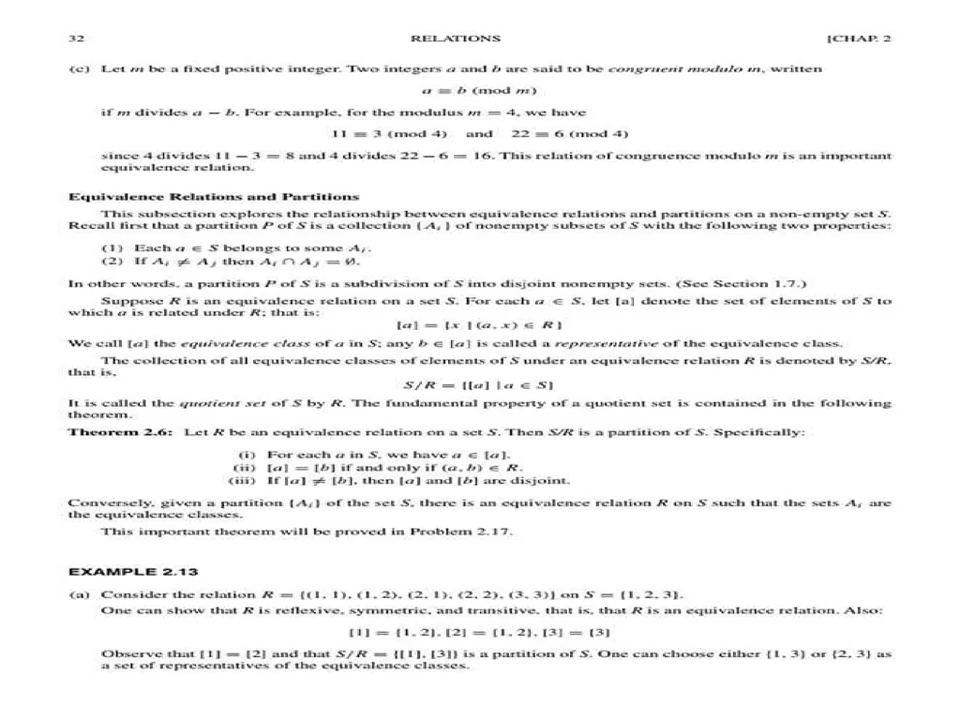 32 RELATIONS [CHAP. 2
(c) Let m be a fixed positive integer. Two integers a and b are said to be congruent modulo m, written
a ≡ b (mod m)
if m divides a − b. For example, for the modulus m = 4, we have
11 ≡ 3 (mod 4) and 22 ≡ 6 (mod 4)
since 4 divides 11 − 3 = 8 and 4 divides 22 − 6 = 16. This relation of congruence modulo m is an important
equivalence relation.
Equivalence Relations and Partitions
This subsection explores the relationship between equivalence relations and partitions on a non-empty set S.
Recall first that a partition P of S is a collection {Aᵢ} of nonempty subsets of S with the following two properties:
(1) Each a ∈ S belongs to some Aᵢ.
(2) If Aᵢ ≠ Aⱼ then Aᵢ ∩ Aⱼ = ∅.
In other words, a partition P of S is a subdivision of S into disjoint nonempty sets. (See Section 1.7.)
Suppose R is an equivalence relation on a set S. For each a ∈ S, let [a] denote the set of elements of S to
which a is related under R; that is:
[a] = {x | (a, x) ∈ R}
We call [a] the equivalence class of a in S; any b ∈ [a] is called a representative of the equivalence class.
The collection of all equivalence classes of elements of S under an equivalence relation R is denoted by S/R,
that is,
S/R = {[a] | a ∈ S}
It is called the quotient set of S by R. The fundamental property of a quotient set is contained in the following
theorem.
Theorem 2.6: Let R be an equivalence relation on a set S. Then S/R is a partition of S. Specifically:
(i) For each a in S, we have a ∈ [a].
(ii) [a] = [b] if and only if (a, b) ∈ R.
(iii) If [a] ≠ [b], then [a] and [b] are disjoint.
Conversely, given a partition {Aᵢ} of the set S, there is an equivalence relation R on S such that the sets Aᵢ are
the equivalence classes.
This important theorem will be proved in Problem 2.17.
EXAMPLE 2.13
(a) Consider the relation R = {(1, 1), (1, 2), (2, 1), (2, 2), (3, 3)} on S = {1, 2, 3}.
One can show that R is reflexive, symmetric, and transitive, that is, that R is an equivalence relation. Also:
[1] = {1, 2}, [2] = {1, 2}, [3] = {3}
Observe that [1] = [2] and that S/R = {[1], [3]} is a partition of S. One can choose either {1, 3} or {2, 3} as
a set of representatives of the equivalence classes.